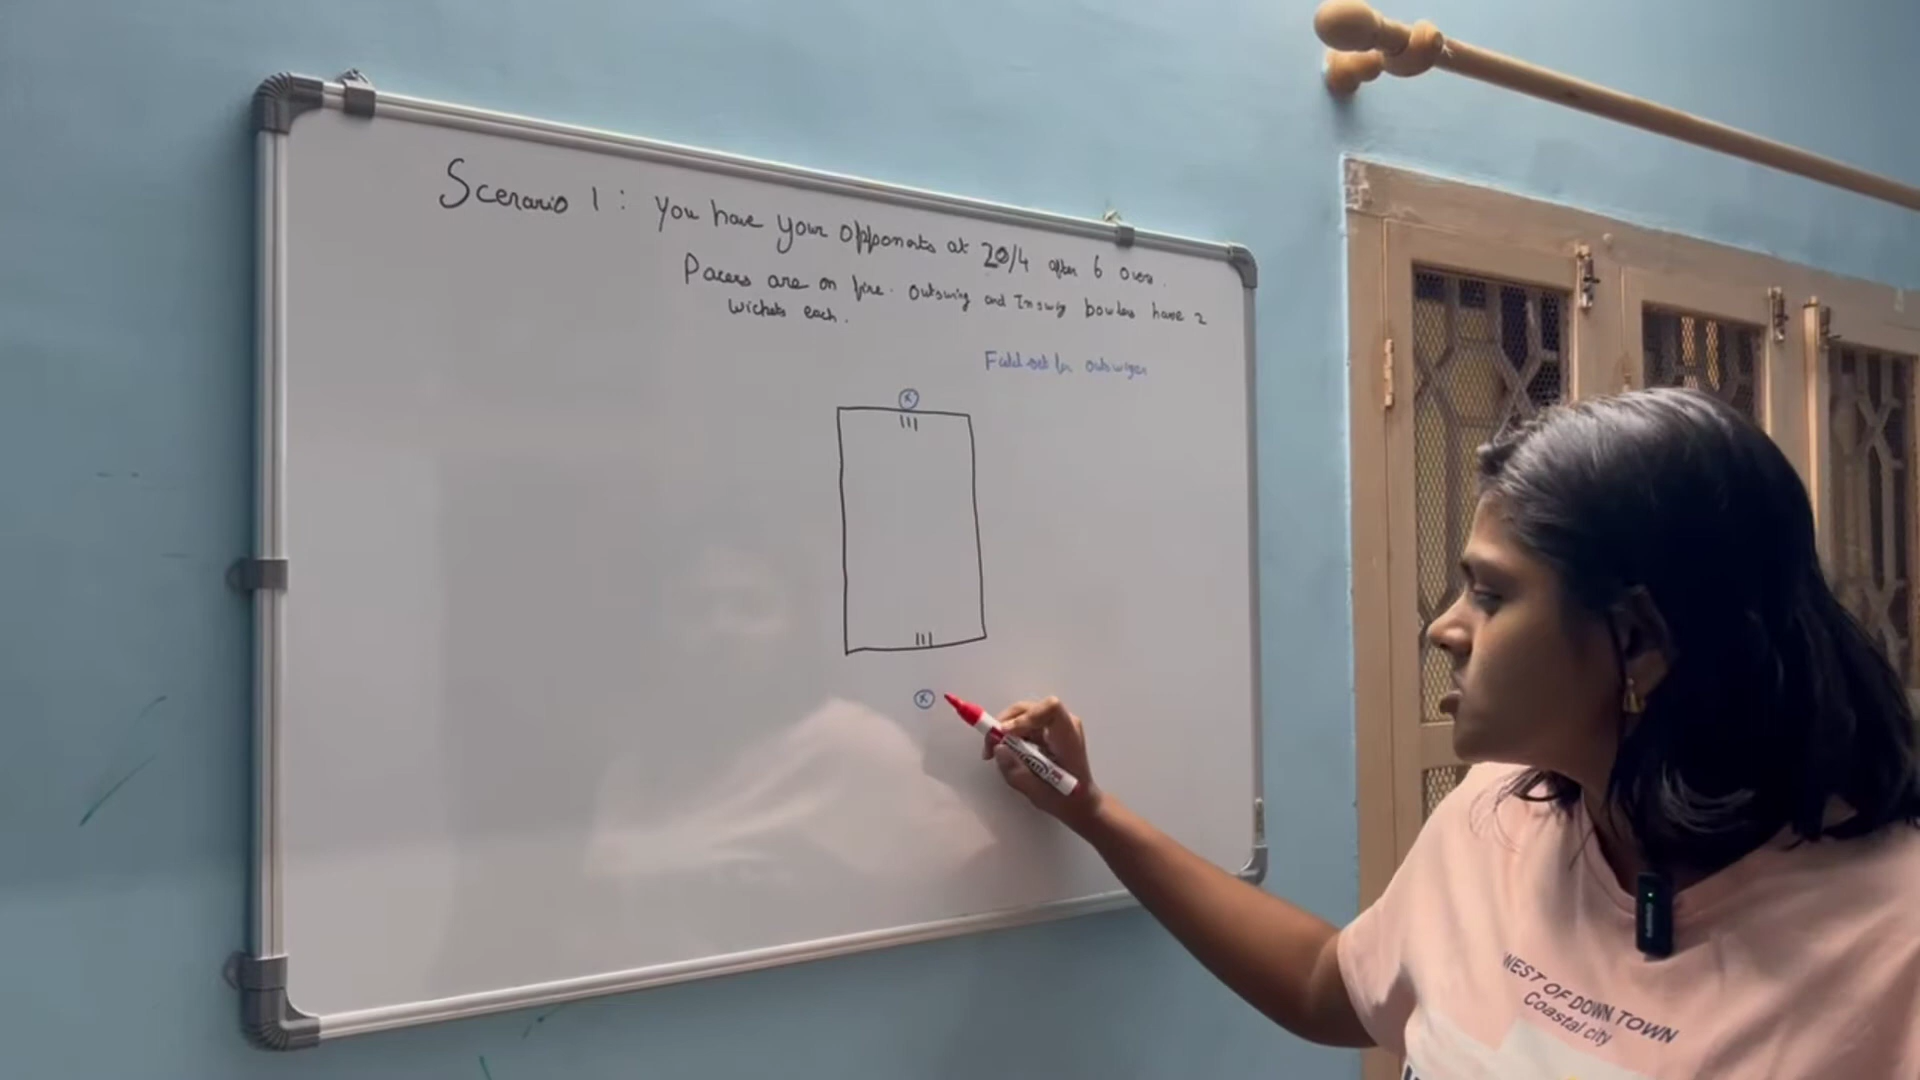 Scenario 1: You have your opponents at 20/4 after 6 overs.
Pacers are on fire. Outswing and Inswing bowlers have 2
wickets each.
Field set for outswinger
x
x
WEST OF DOWN TOWN
Coastal city